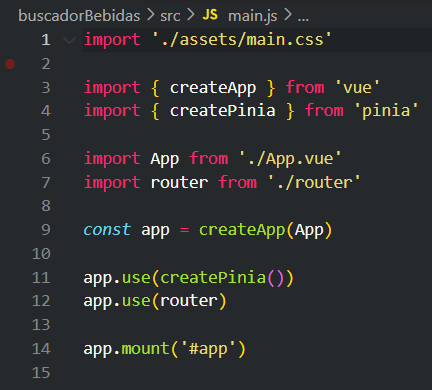 buscadorBebidas > src > JS main.js > ...
1 import './assets/main.css'
2
3 import { createApp } from 'vue'
4 import { createPinia } from 'pinia'
5
6 import App from './App.vue'
7 import router from './router'
8
9 const app = createApp(App)
10
11 app.use(createPinia())
12 app.use(router)
13
14 app.mount('#app')
15